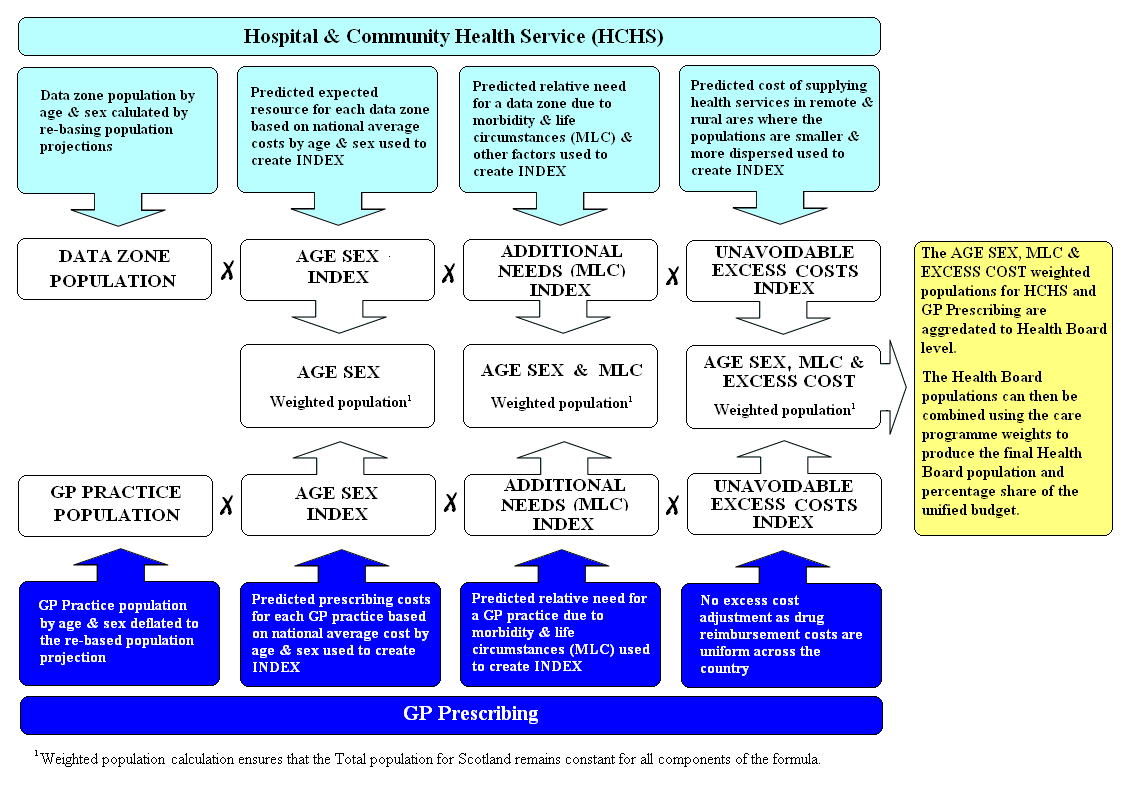 Hospital & Community Health Service (HCHS)
Data zone population by
age & sex calulated by
re-basing population
projections
Predicted expected
resource for each data zone
based on national average
costs by age & sex used to
create INDEX
Predicted relative need
for a data zone due to
morbidity & life
circumstances (MLC) &
other factors used to
create INDEX
Predicted cost of supplying
health services in remote &
rural ares where the
populations are smaller &
more dispersed used to
create INDEX
DATA ZONE
POPULATION
X
AGE SEX
INDEX
X
ADDITIONAL
NEEDS (MLC)
INDEX
X
UNAVOIDABLE
EXCESS COSTS
INDEX
AGE SEX
Weighted population1
AGE SEX & MLC
Weighted population1
AGE SEX, MLC &
EXCESS COST
Weighted population1
The AGE SEX, MLC &
EXCESS COST weighted
populations for HCHS and
GP Prescribing are
aggredated to Health Board
level.
The Health Board
populations can then be
combined using the care
programme weights to
produce the final Health
Board population and
percentage share of the
unified budget.
GP PRACTICE
POPULATION
X
AGE SEX
INDEX
X
ADDITIONAL
NEEDS (MLC)
INDEX
X
UNAVOIDABLE
EXCESS COSTS
INDEX
GP Practice population
by age & sex deflated to
the re-based population
projection
Predicted prescribing costs
for each GP practice based
on national average cost by
age & sex used to create
INDEX
Predicted relative need for
a GP practice due to
morbidity & life
circumstances (MLC) used
to create INDEX
No excess cost
adjustment as drug
reimbursement costs are
uniform across the
country
GP Prescribing
1Weighted population calculation ensures that the Total population for Scotland remains constant for all components of the formula.